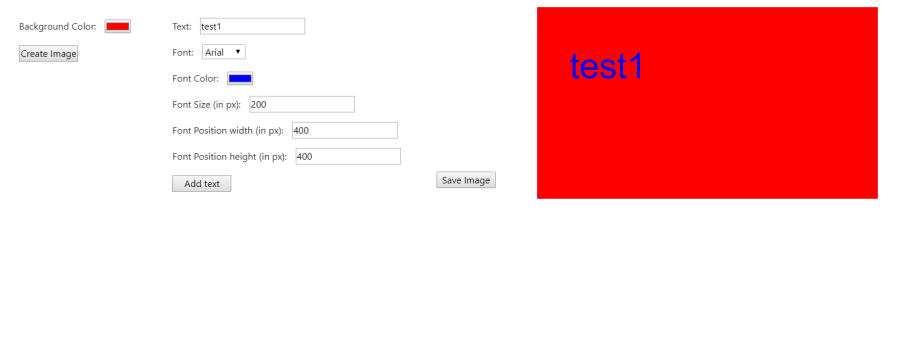 Background Color:
Create Image
Text: test1
Font: Arial
Font Color:
Font Size (in px): 200
Font Position width (in px): 400
Font Position height (in px): 400
Add text
Save Image
test1